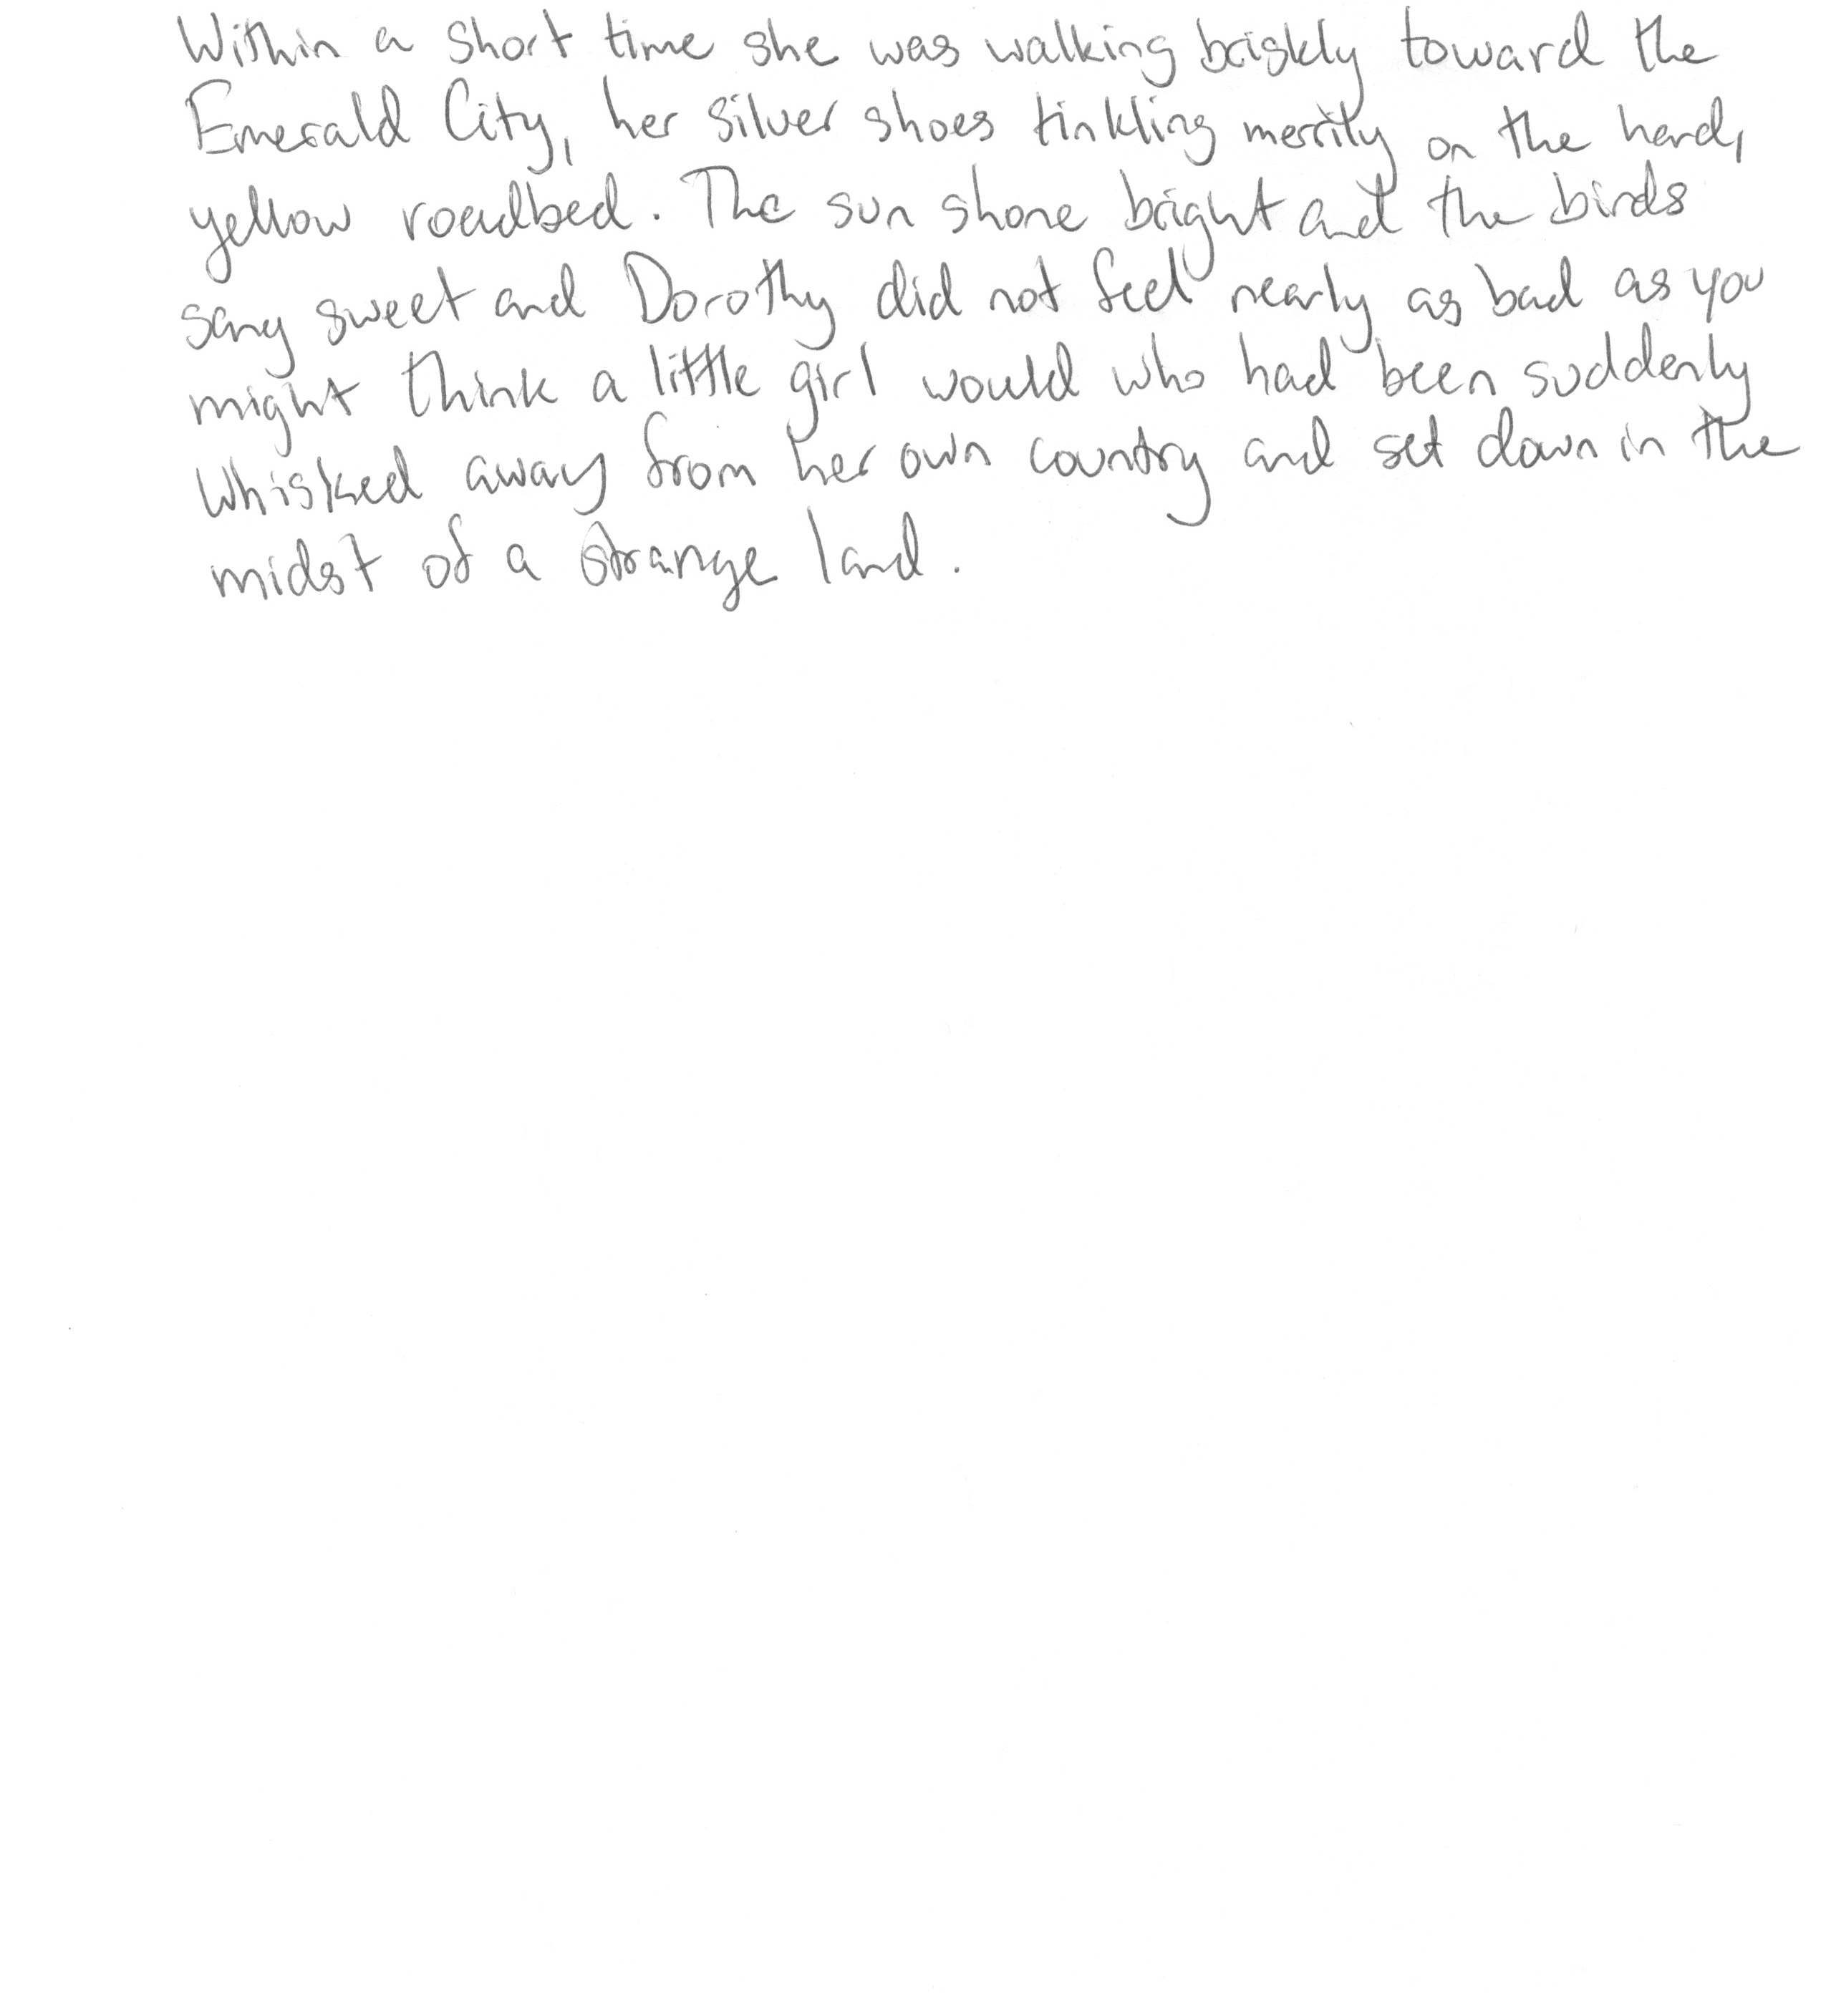 Within a short time she was walking briskly toward the
Emerald City, her silver shoes tinkling merrily on the hard,
yellow roadbed. The sun shone bright and the birds
sang sweet and Dorothy did not feel nearly as bad as you
might think a little girl would who had been suddenly
whisked away from her own country and set down in the
midst of a strange land.